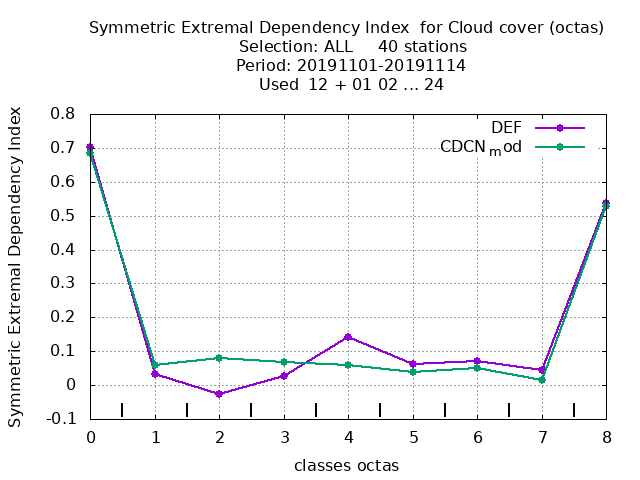 Symmetric Extremal Dependency Index  for Cloud cover (octas)
Selection: ALL     40 stations
Period: 20191101-20191114
Used  12 + 01 02 ... 24
Symmetric Extremal Dependency Index
0.8
0.7
0.6
0.5
0.4
0.3
0.2
0.1
0
-0.1
DEF
CDCNmod
0 1 2 3 4 5 6 7 8
classes octas